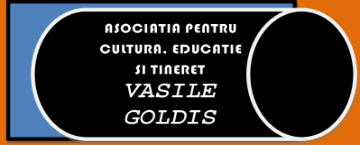 ASOCIATIA PENTRU
CULTURA, EDUCATIE
SI TINERET
VASILE
GOLDIS